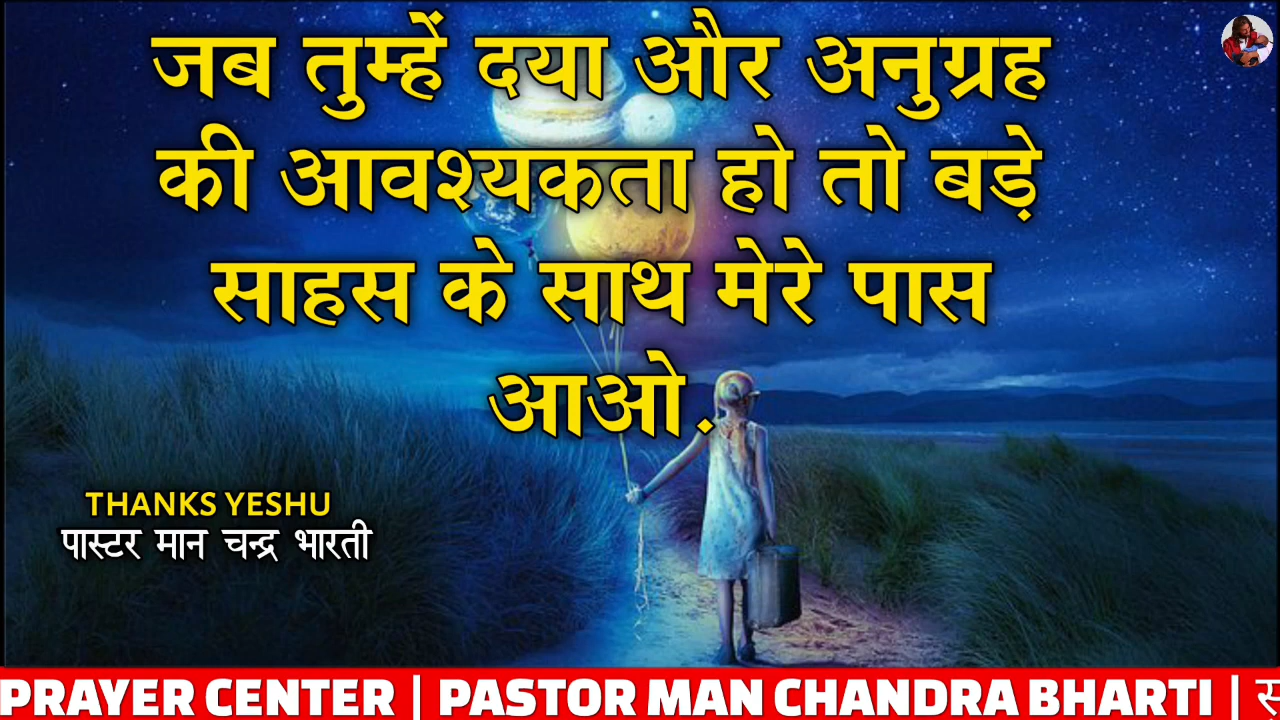 जब तुम्हें दया और अनुग्रह
की आवश्यकता हो तो बड़े
साहस के साथ मेरे पास
आओ.
THANKS YESHU
पास्टर मान चन्द्र भारती
PRAYER CENTER | PASTOR MAN CHANDRA BHARTI |